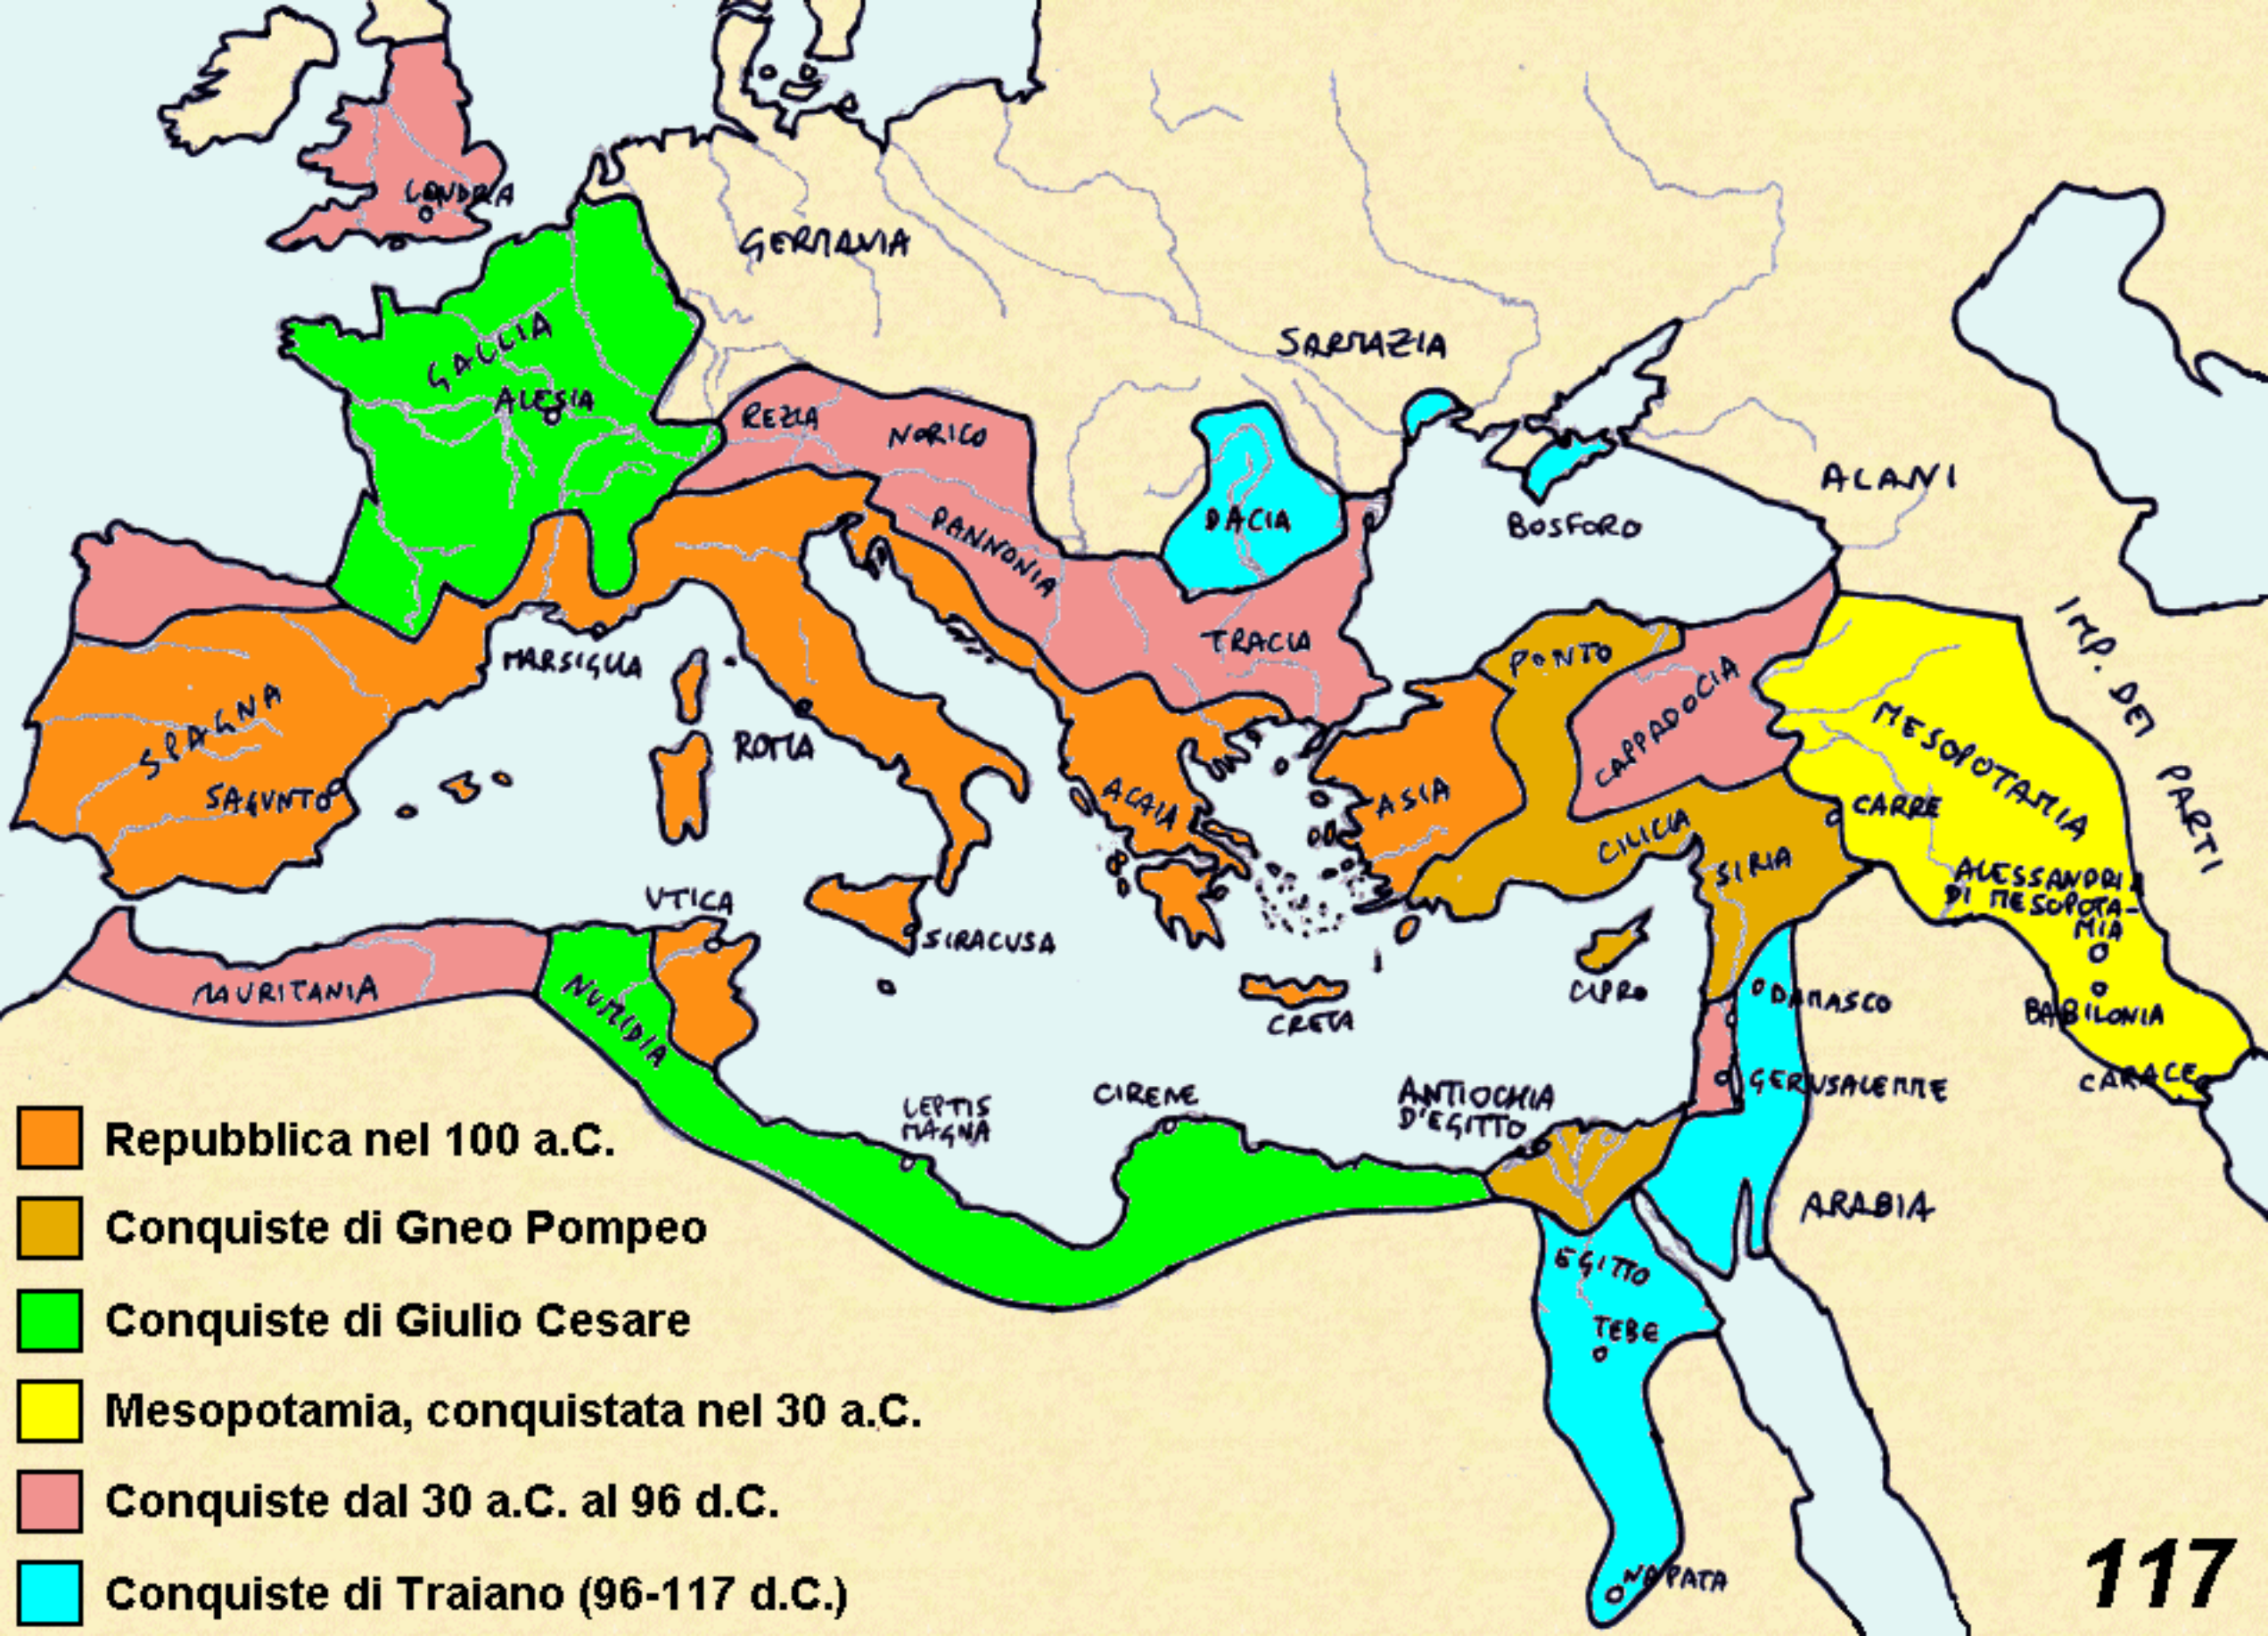 LONDRA
GERMANIA
GALLIA
ALESIA
SARMAZIA
REZIA
NORICO
ALANI
PANNONIA
DACIA
BOSFORO
IMP. DEI PARTI
MARSIGLIA
TRACIA
PONTO
CAPPADOCIA
MESOPOTAMIA
SPAGNA
ROMA
SAGUNTO
ACAIA
ASIA
CARRE
CILICIA
SIRIA
ALESSANDRIA
DI MESOPOTA-
MIA
UTICA
SIRACUSA
MAURITANIA
NUMIDIA
CIPRO
DAMASCO
CRETA
BABILONIA
GERUSALEMME
CARACE
LEPTIS
MAGNA
CIRENE
ANTIOCHIA
D'EGITTO
ARABIA
EGITTO
TEBE
NAPATA
Repubblica nel 100 a.C.
Conquiste di Gneo Pompeo
Conquiste di Giulio Cesare
Mesopotamia, conquistata nel 30 a.C.
Conquiste dal 30 a.C. al 96 d.C.
Conquiste di Traiano (96-117 d.C.)
117